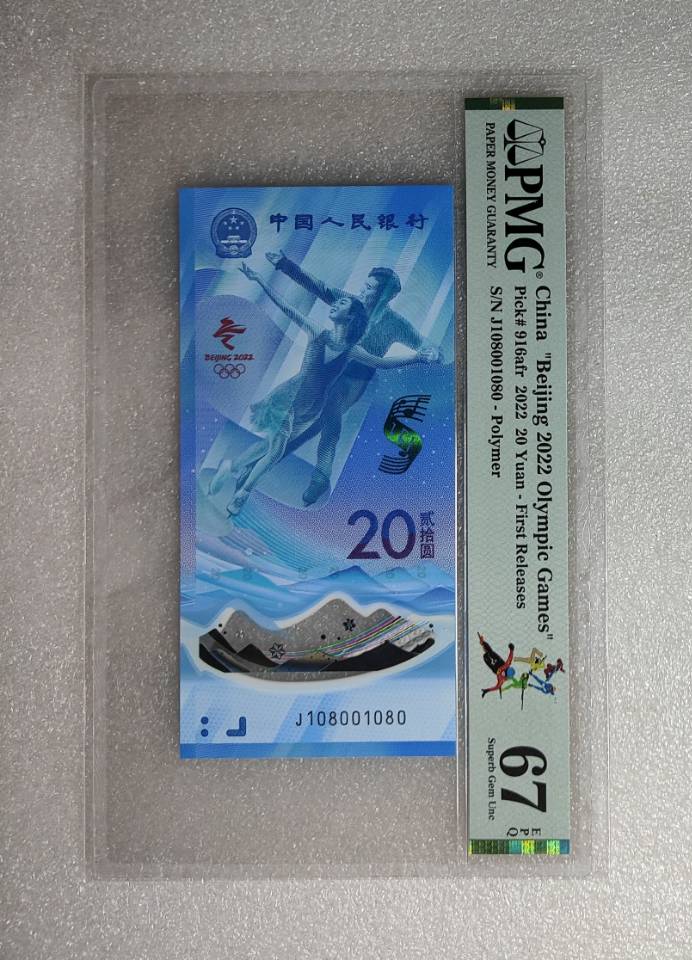 中国人民银行
BEIJING 2022
20
贰拾圆
J108001080
PMG®
PAPER MONEY GUARANTY
China "Beijing 2022 Olympic Games"
Pick# 916afr 2022 20 Yuan - First Releases
S/N J108001080 - Polymer
67
EPQ
Superb Gem Unc